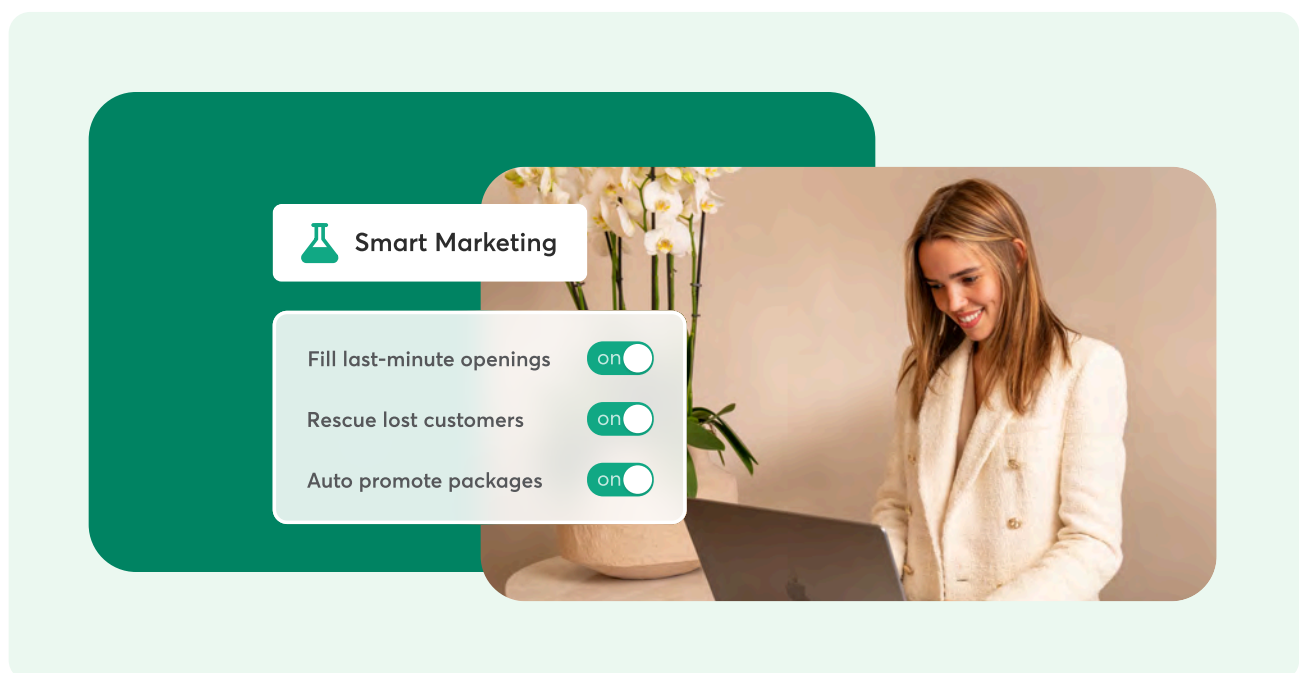 Smart Marketing
Fill last-minute openings on
Rescue lost customers on
Auto promote packages on